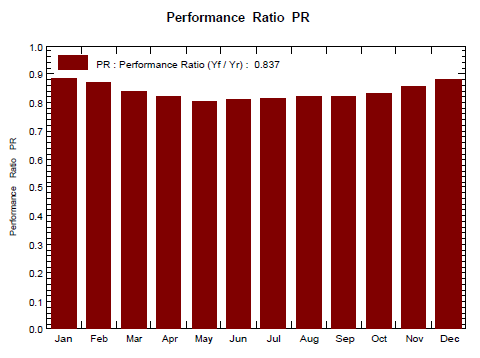 Performance Ratio PR
1.0
PR : Performance Ratio (Yf / Yr) : 0.837
0.9
0.8
0.7
0.6
0.5
0.4
0.3
0.2
0.1
0.0
Performance Ratio PR
Jan Feb Mar Apr May Jun Jul Aug Sep Oct Nov Dec